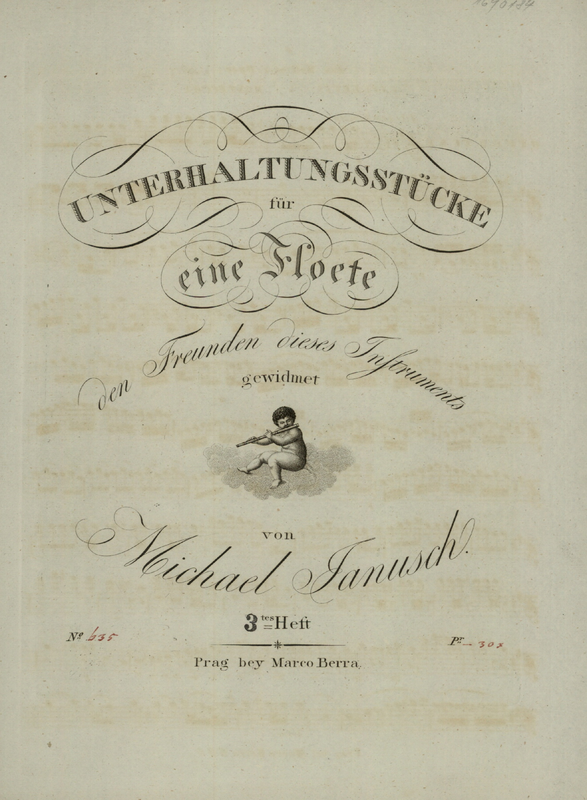 UNTERHALTUNGSSTÜCKE
für
eine Floete
den Freunden dieses Instruments
gewidmet
von
Michael Janusch.
3tes Heft
No 635
Pr. 30x
Prag bey Marco Berra.